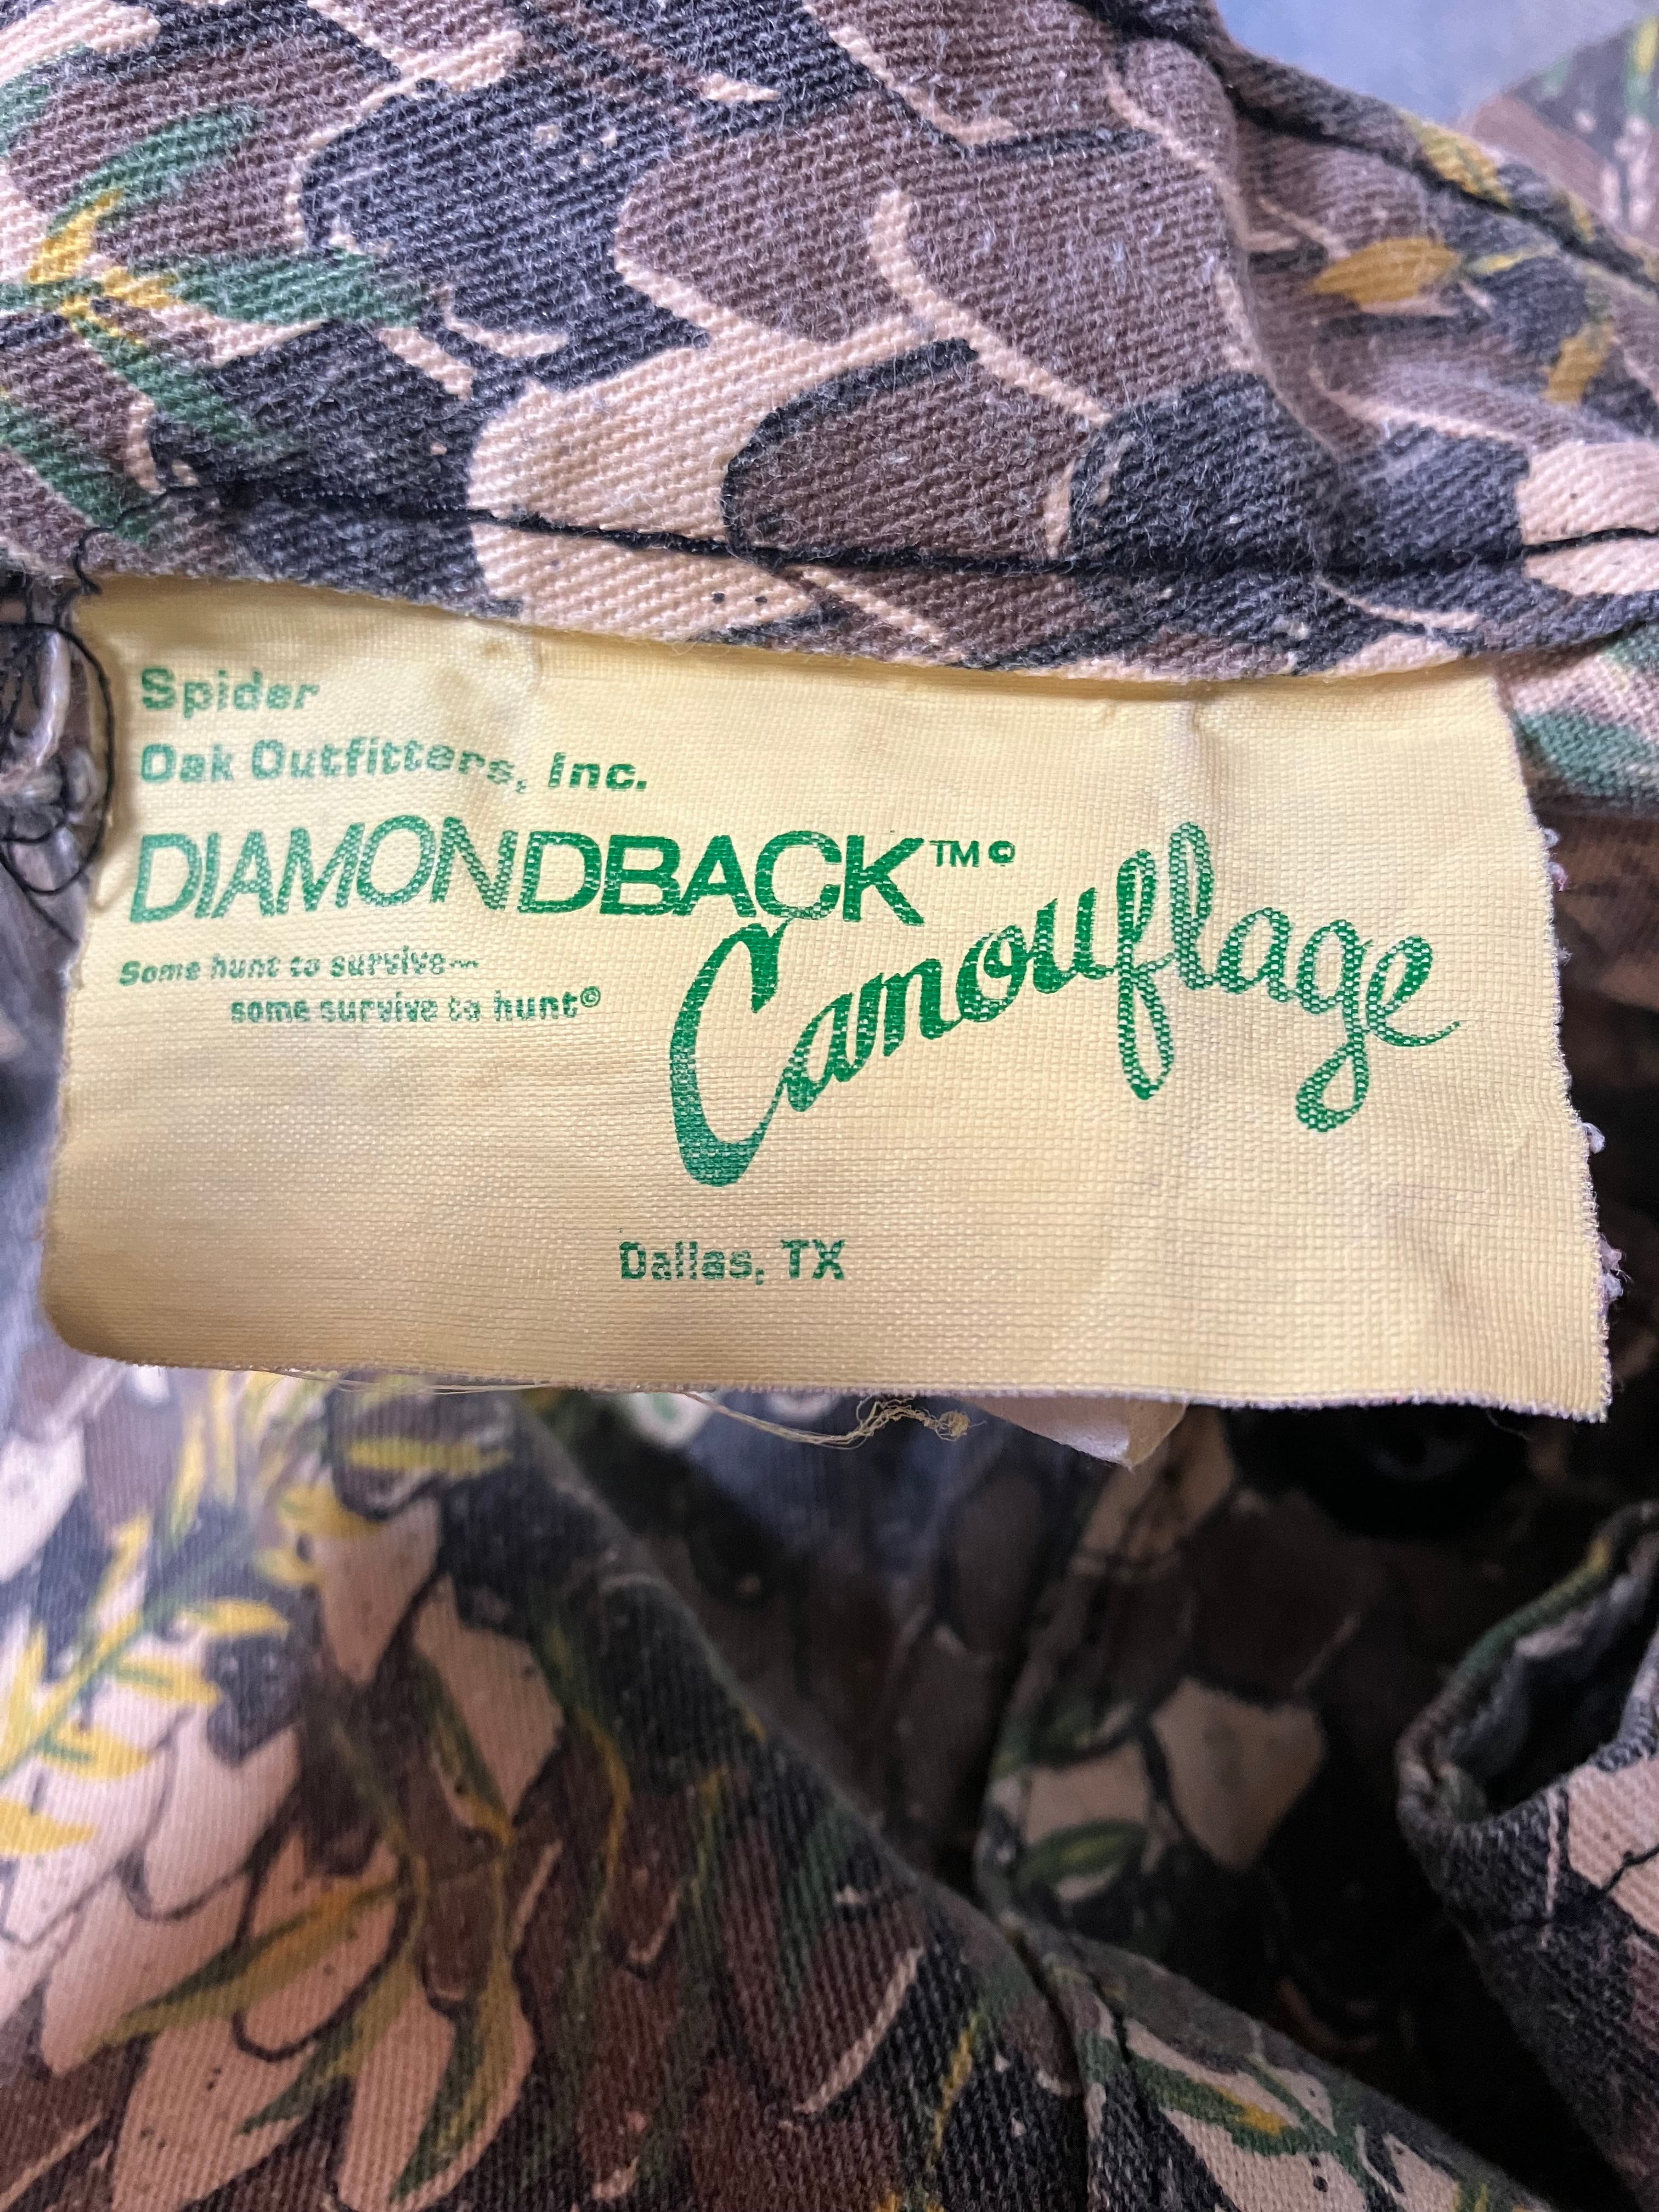 Spider
Oak Outfitters, Inc.
DIAMONDBACK™©
Camouflage
Some hunt to survive—
some survive to hunt©
Dallas, TX